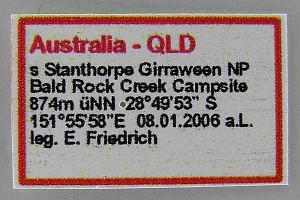 Australia - QLD
s Stanthorpe Girraween NP
Bald Rock Creek Campsite
874m üNN -28°49'53" S
151°55'58"E 08.01.2006 a.L.
leg. E. Friedrich